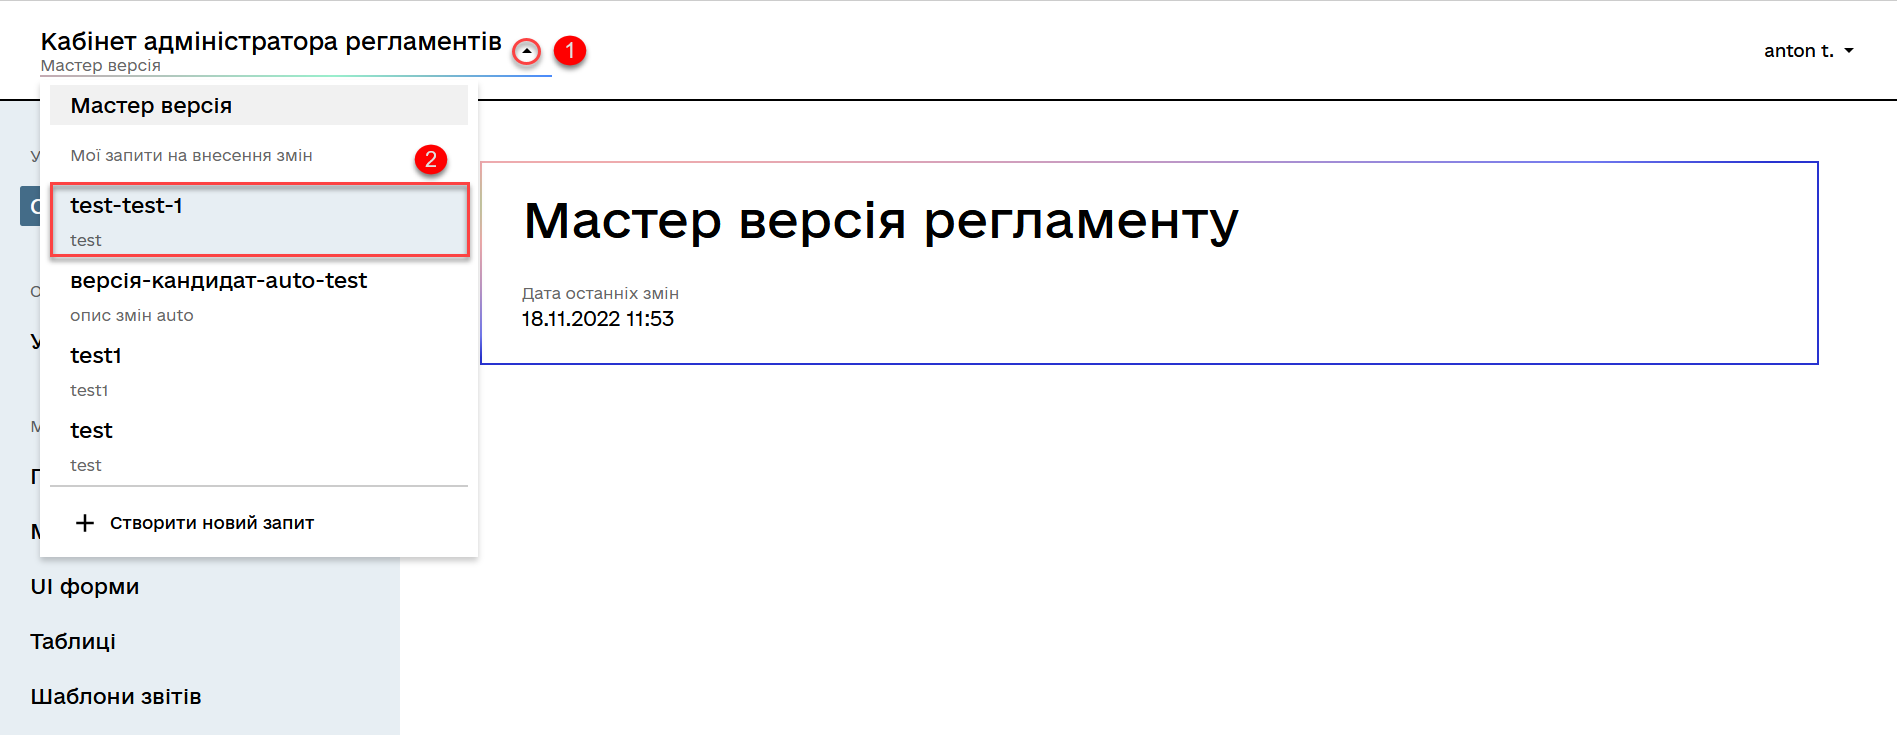 Кабінет адміністратора регламентів
1
anton t.
Мастер версія
Мастер версія
Мої запити на внесення змін
2
test-test-1
test
версія-кандидат-auto-test
опис змін auto
test1
test1
test
test
Створити новий запит
UI форми
Таблиці
Шаблони звітів
Мастер версія регламенту
Дата останніх змін
18.11.2022 11:53